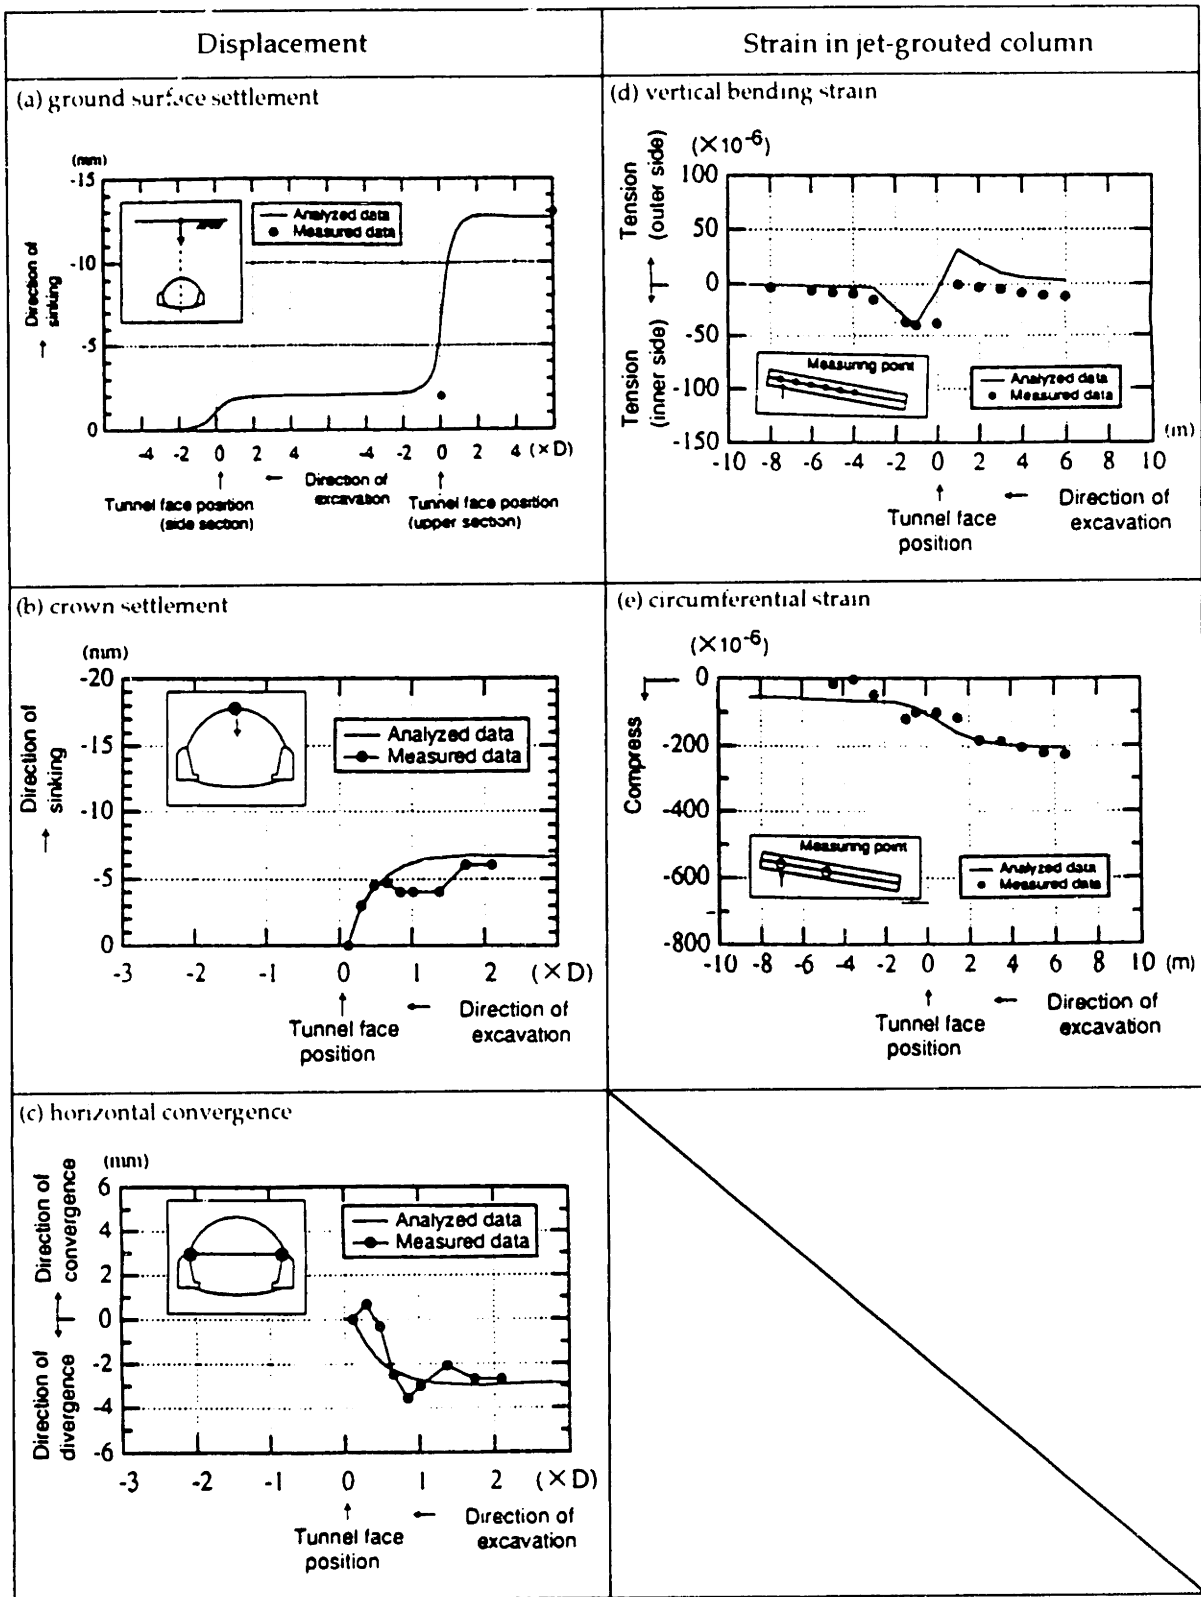 Displacement
Strain in jet-grouted column
(a) ground surface settlement
(mm)
-15
-10
-5
0
Direction of
sinking
Analyzed data
Measured data
-4 -2 0 2 4 -2 0 2 4 (×D)
Direction of
excavation
Tunnel face position
(side section)
Tunnel face position
(upper section)
(d) vertical bending strain
(×10-6)
Tension
(outer side)
Tension
(inner side)
100
50
0
-50
-100
-150
Measuring point
Analyzed data
Measured data
-10 -8 -6 -4 -2 0 2 4 6 8 10
(m)
Tunnel face
position
Direction of
excavation
(b) crown settlement
(mm)
-20
-15
-10
-5
0
Direction of
sinking
Analyzed data
Measured data
-3 -2 -1 0 1 2 (×D)
Tunnel face
position
Direction of
excavation
(e) circumferential strain
(×10-6)
Compress
0
-200
-400
-600
-800
Measuring point
Analyzed data
Measured data
-10 -8 -6 -4 -2 0 2 4 6 8 10 (m)
Tunnel face
position
Direction of
excavation
(c) horizontal convergence
(mm)
Direction of
convergence
Direction of
divergence
6
4
2
0
-2
-4
-6
Analyzed data
Measured data
-3 -2 -1 0 1 2 (×D)
Tunnel face
position
Direction of
excavation